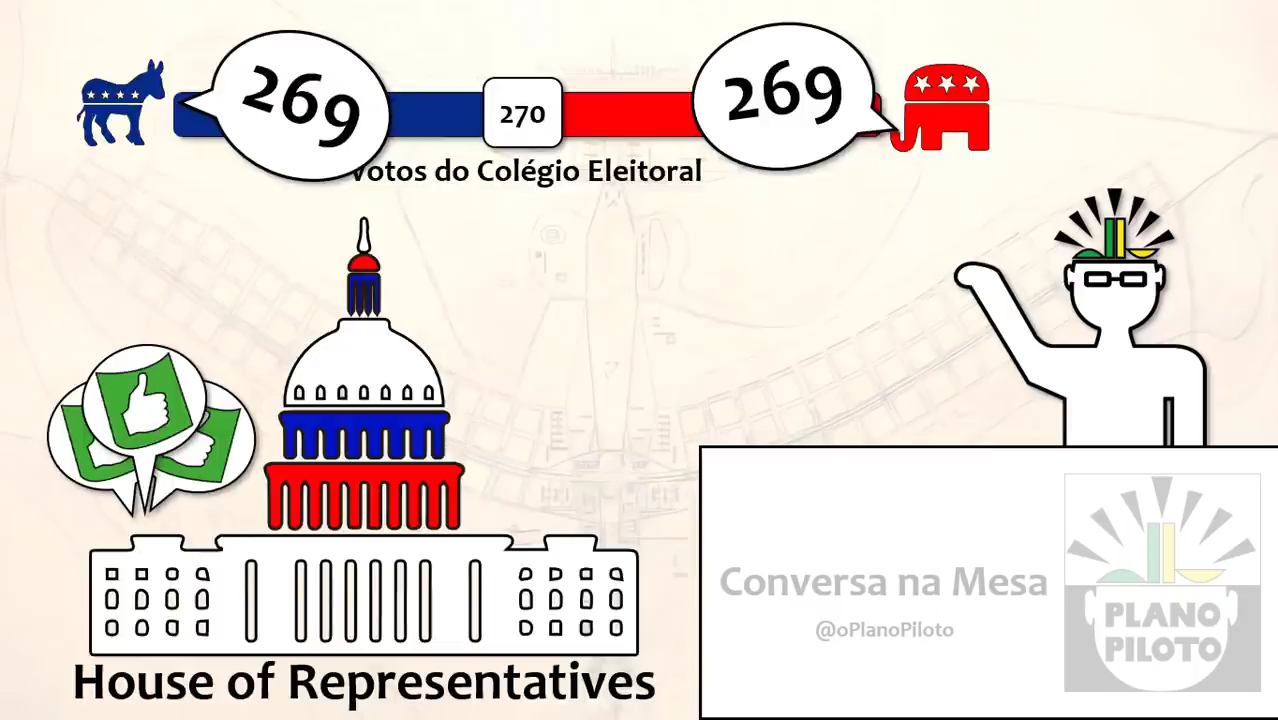 269
270
269
Votos do Colégio Eleitoral
Conversa na Mesa
@oPlanoPiloto
PLANO
PILOTO
House of Representatives